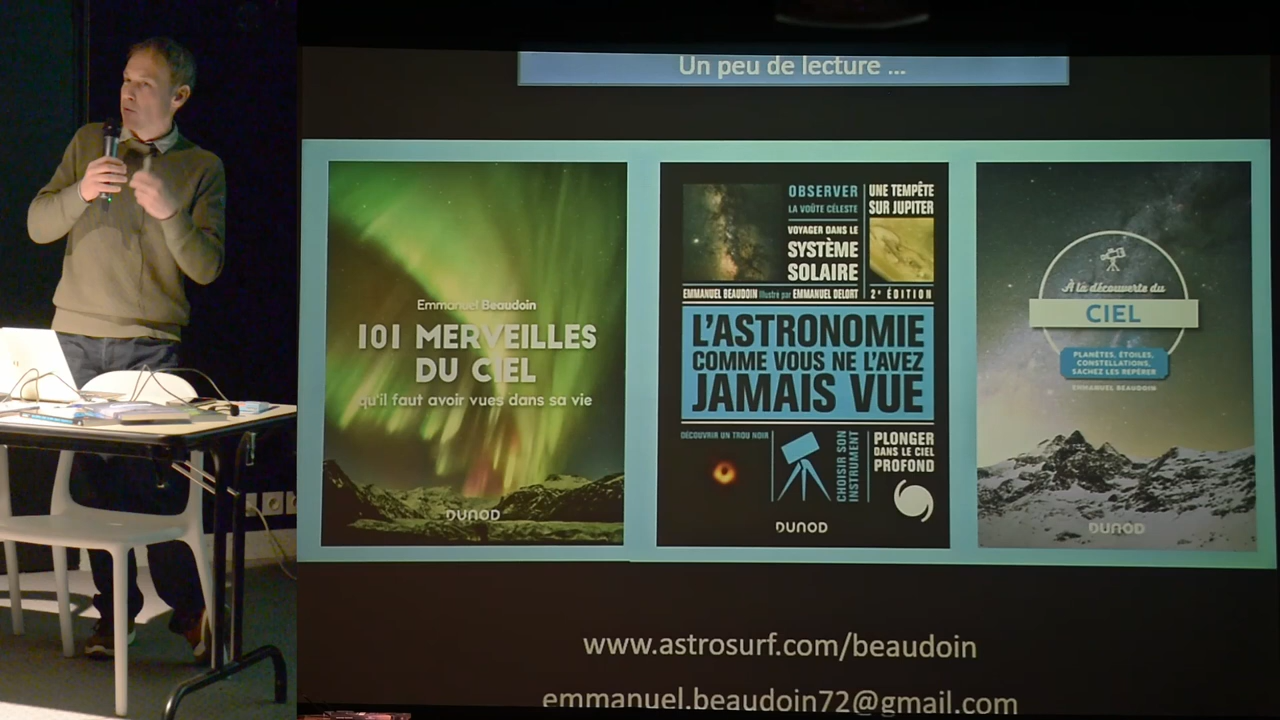 Un peu de lecture ...
Emmanuel Beaudoin
101 MERVEILLES
DU CIEL
qu'il faut avoir vues dans sa vie
DUNOD
OBSERVER
LA VOÛTE CÉLESTE
VOYAGER DANS LE
SYSTÈME
SOLAIRE
UNE TEMPÊTE
SUR JUPITER
EMMANUEL BEAUDOIN illustré par EMMANUEL DELORT
2e ÉDITION
L'ASTRONOMIE
COMME VOUS NE L'AVEZ
JAMAIS VUE
DÉCOUVRIR UN TROU NOIR
CHOISIR SON
INSTRUMENT
PLONGER
DANS LE CIEL
PROFOND
DUNOD
À la découverte du
CIEL
PLANÈTES, ÉTOILES,
CONSTELLATIONS,
SACHEZ LES REPÉRER
EMMANUEL BEAUDOIN
DUNOD
www.astrosurf.com/beaudoin
emmanuel.beaudoin72@gmail.com